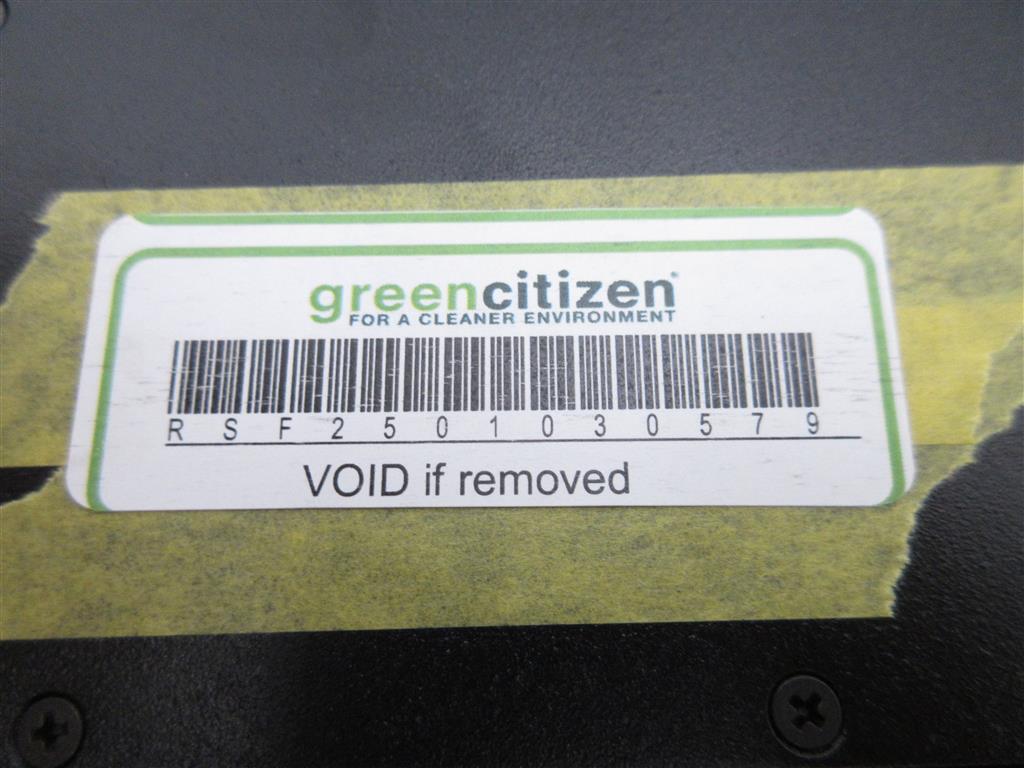 greencitizen®
FOR A CLEANER ENVIRONMENT
RSF2501030579
VOID if removed